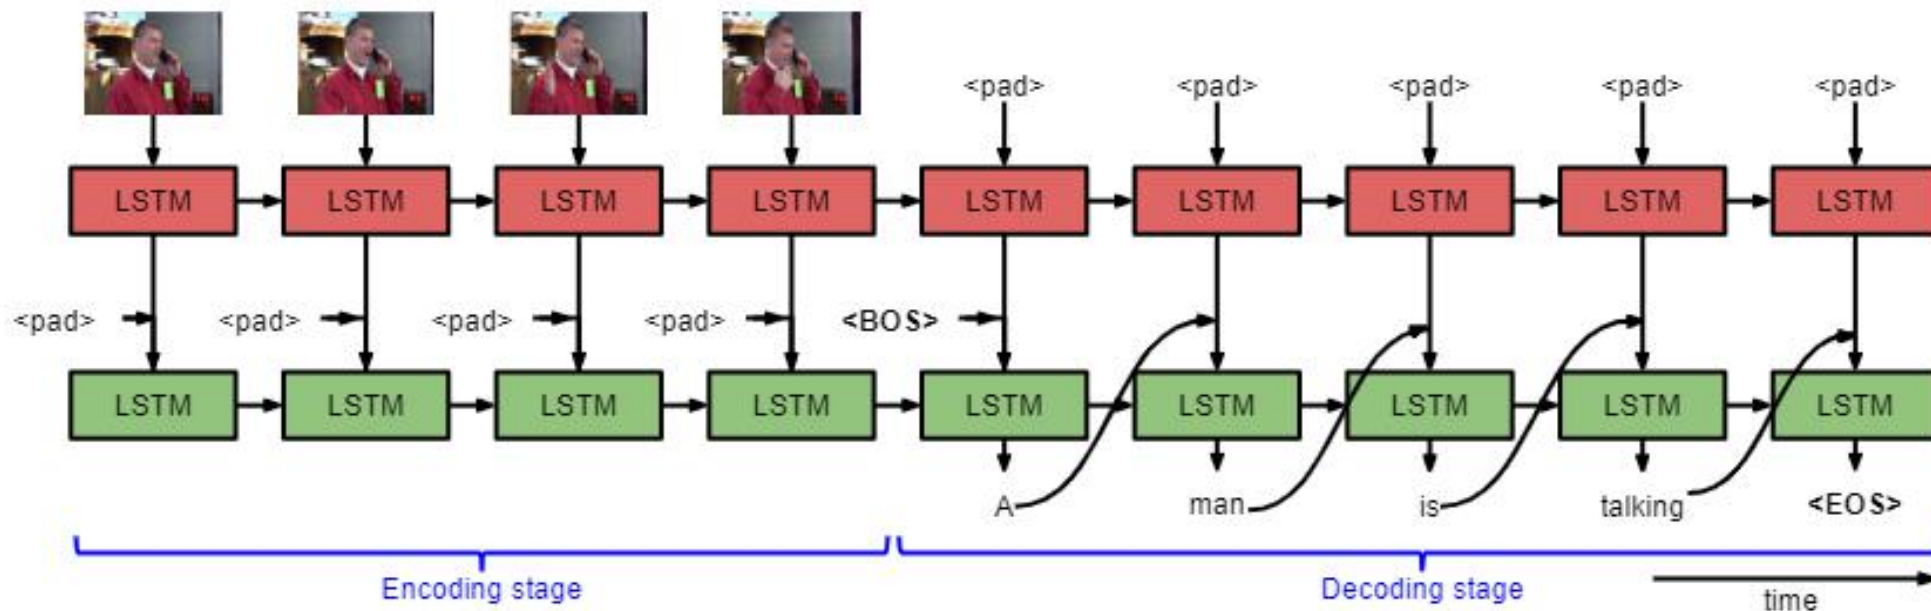 <pad> <pad> <pad> <pad> <pad>
LSTM LSTM LSTM LSTM LSTM LSTM LSTM LSTM LSTM
<pad> <pad> <pad> <pad> <BOS>
LSTM LSTM LSTM LSTM LSTM LSTM LSTM LSTM LSTM
A man is talking <EOS>
Encoding stage Decoding stage
time